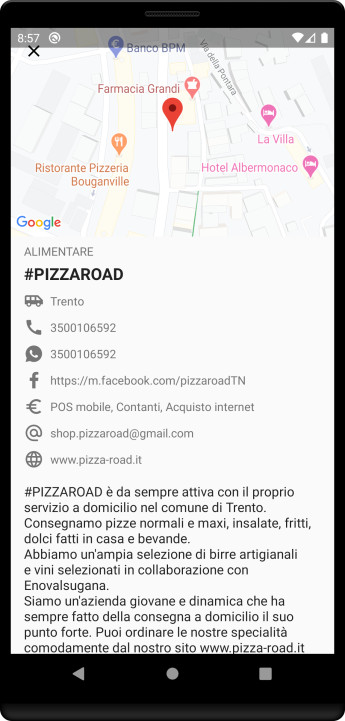 8:57
Banco BPM
Via della Pontara
Farmacia Grandi
La Villa
Ristorante Pizzeria
Bouganville
Hotel Albermonaco
Google
ALIMENTARE
#PIZZAROAD
Trento
3500106592
3500106592
https://m.facebook.com/pizzaroadTN
POS mobile, Contanti, Acquisto internet
shop.pizzaroad@gmail.com
www.pizza-road.it
#PIZZAROAD è da sempre attiva con il proprio
servizio a domicilio nel comune di Trento.
Consegnamo pizze normali e maxi, insalate, fritti,
dolci fatti in casa e bevande.
Abbiamo un'ampia selezione di birre artigianali
e vini selezionati in collaborazione con
Enovalsugana.
Siamo un'azienda giovane e dinamica che ha
sempre fatto della consegna a domicilio il suo
punto forte. Puoi ordinare le nostre specialità
comodamente dal nostro sito www.pizza-road.it